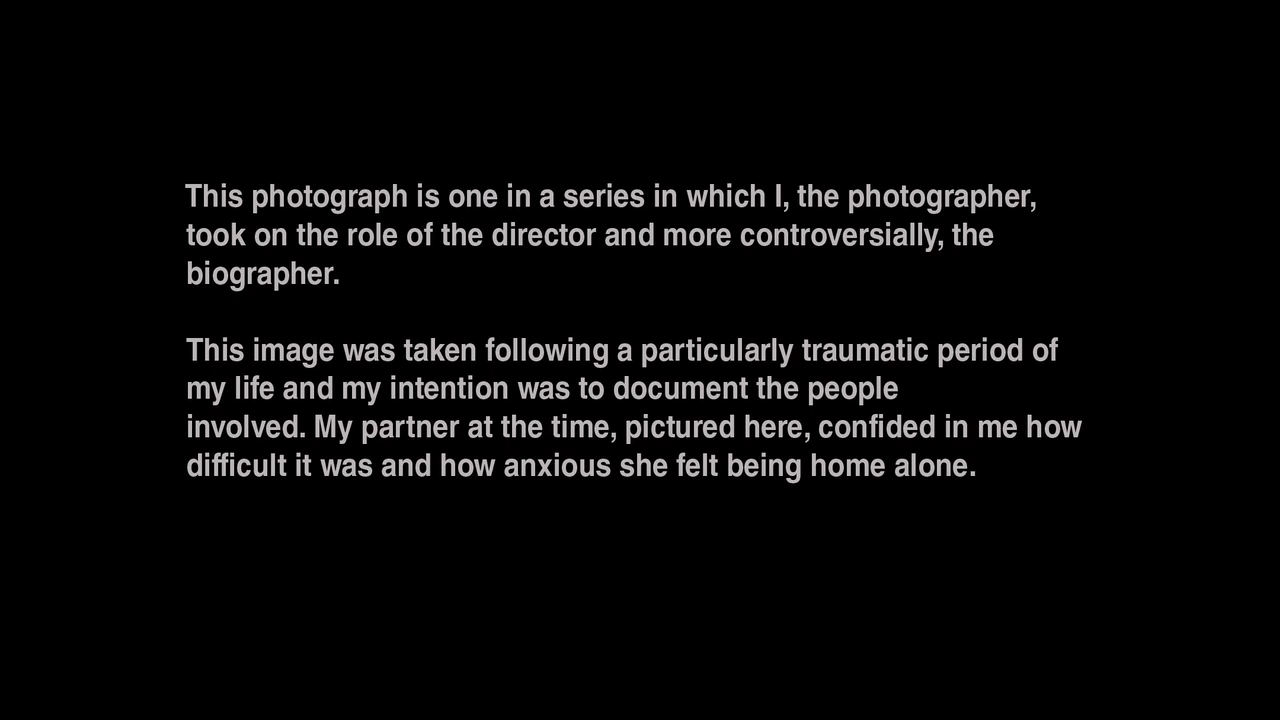 This photograph is one in a series in which I, the photographer,
took on the role of the director and more controversially, the
biographer.
This image was taken following a particularly traumatic period of
my life and my intention was to document the people
involved. My partner at the time, pictured here, confided in me how
difficult it was and how anxious she felt being home alone.